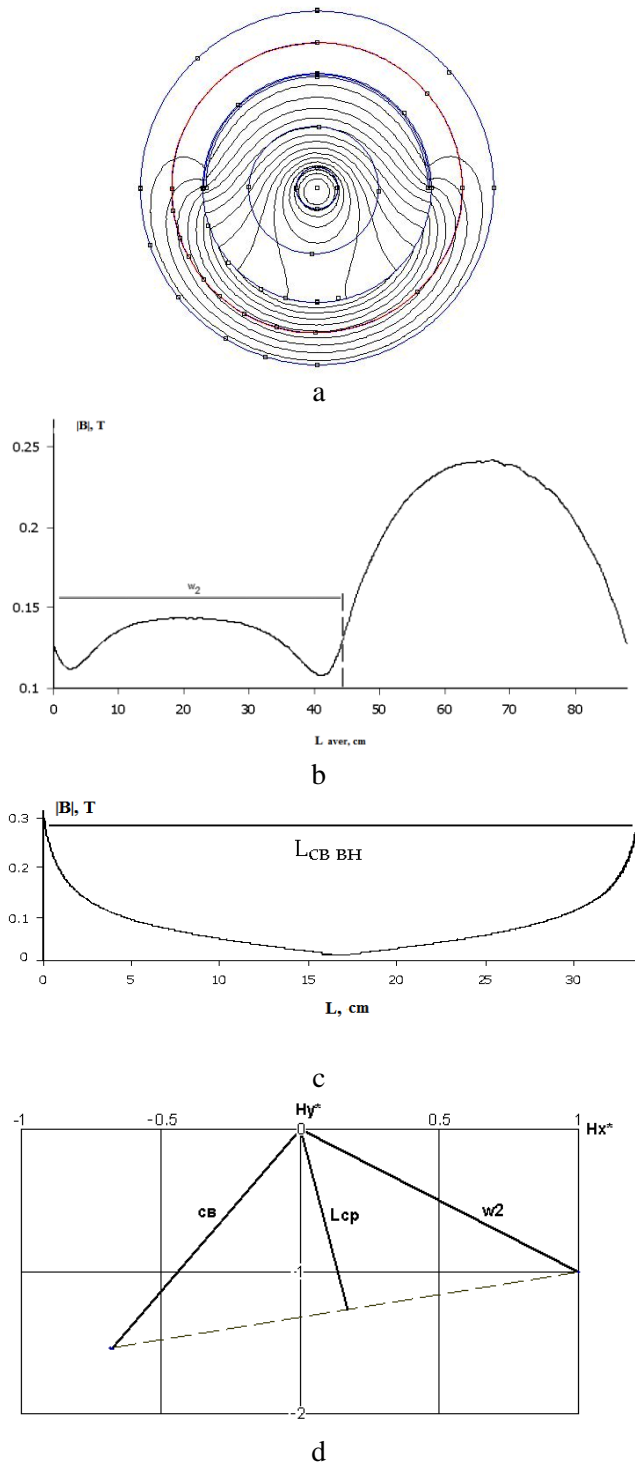 a
|B|, T
0.25
0.2
0.15
0.1
w2
0 10 20 30 40 50 60 70 80
L aver, cm
b
|B|, T
0.3
0.2
0.1
0
LCB BH
0 5 10 15 20 25 30
L, cm
c
Hy*
-1 -0.5 0 0.5 1 Hx*
св Lcp w2
-1
-2
d